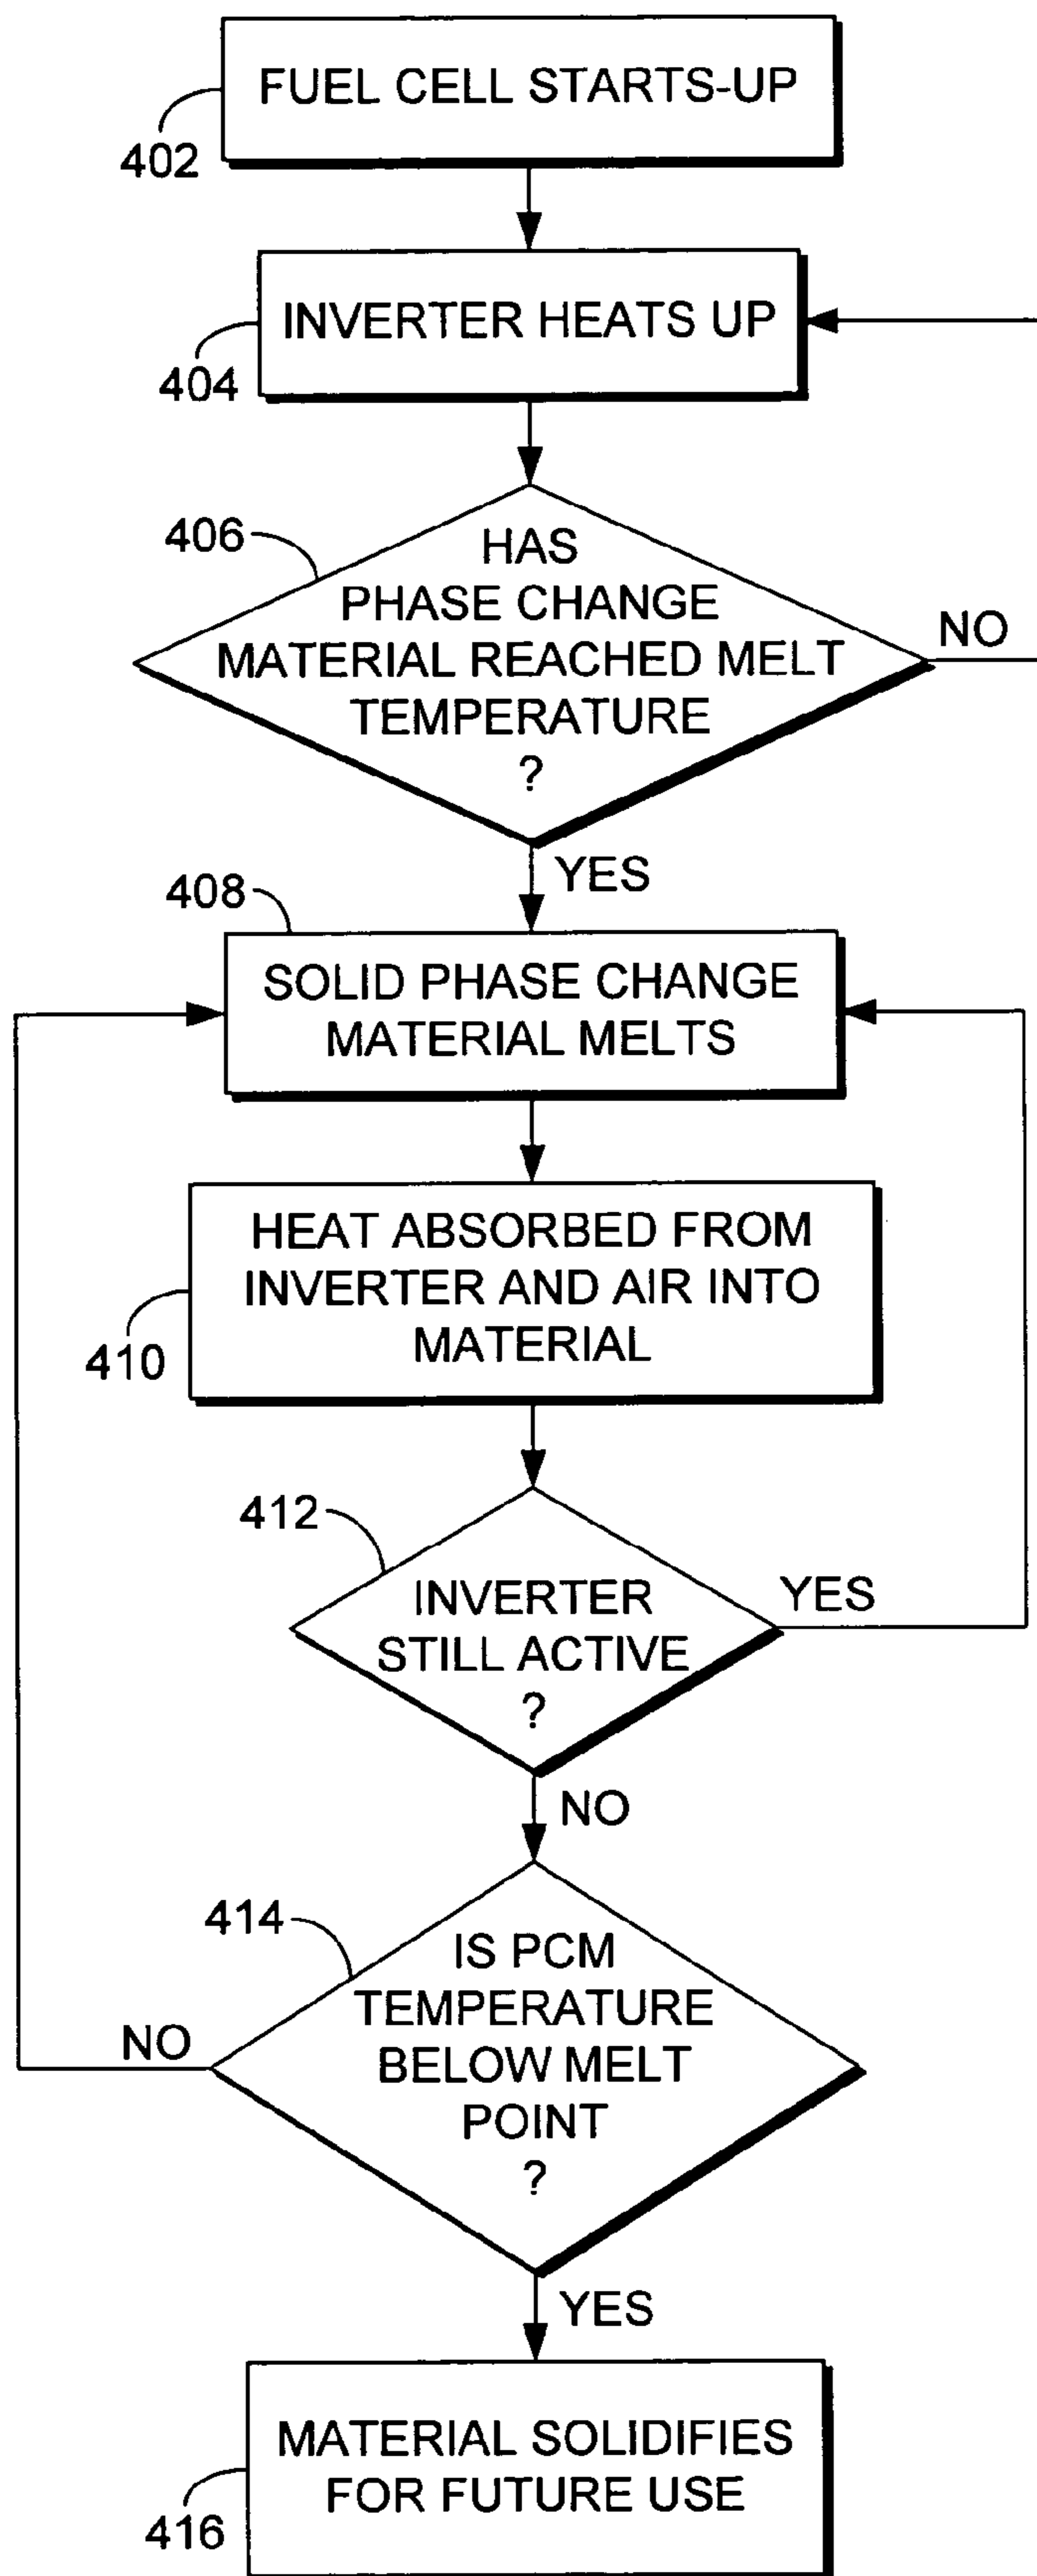 FUEL CELL STARTS-UP
402
INVERTER HEATS UP
404
406
HAS
PHASE CHANGE
MATERIAL REACHED MELT
TEMPERATURE
?
NO
YES
408
SOLID PHASE CHANGE
MATERIAL MELTS
HEAT ABSORBED FROM
INVERTER AND AIR INTO
MATERIAL
410
412
INVERTER
STILL ACTIVE
?
YES
NO
414
IS PCM
TEMPERATURE
BELOW MELT
POINT
?
NO
YES
MATERIAL SOLIDIFIES
FOR FUTURE USE
416